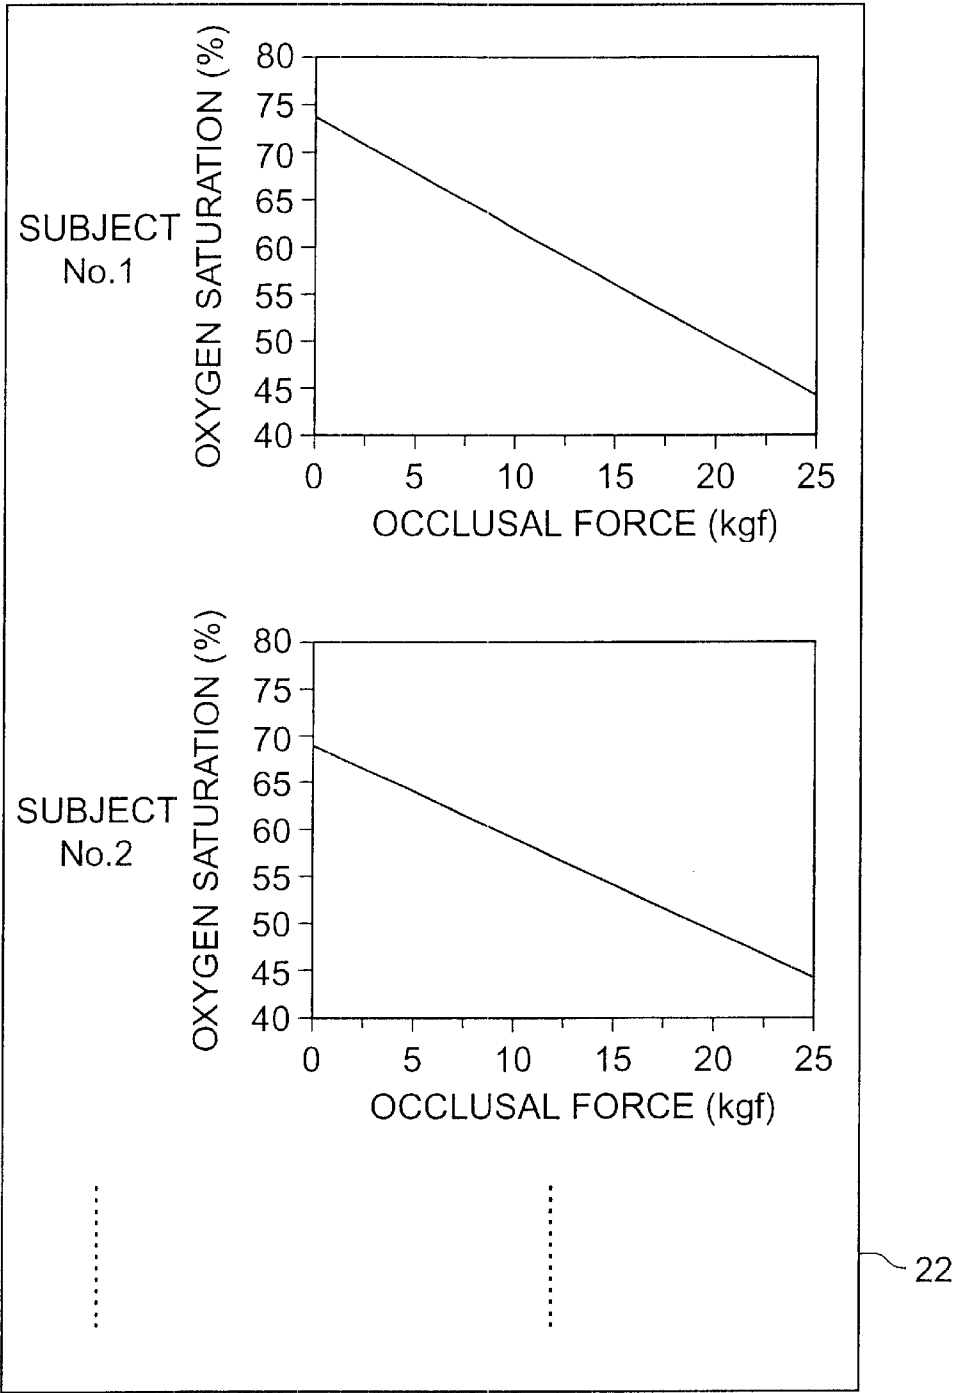 OXYGEN SATURATION (%)
80
75
70
65
60
55
50
45
40
SUBJECT
No.1
0 5 10 15 20 25
OCCLUSAL FORCE (kgf)
OXYGEN SATURATION (%)
80
75
70
65
60
55
50
45
40
SUBJECT
No.2
0 5 10 15 20 25
OCCLUSAL FORCE (kgf)
22